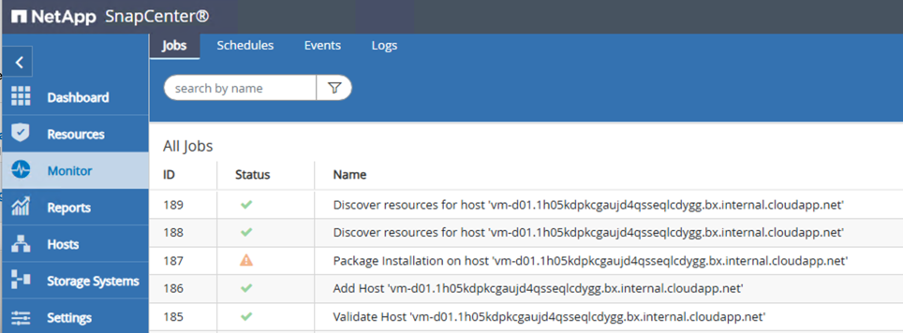 NetApp SnapCenter®
Jobs Schedules Events Logs
search by name
Dashboard
Resources
Monitor
Reports
Hosts
Storage Systems
Settings
All Jobs
ID Status Name
189 Discover resources for host 'vm-d01.1h05kdpkcgaujd4qsseqlcdygg.bx.internal.cloudapp.net'
188 Discover resources for host 'vm-d01.1h05kdpkcgaujd4qsseqlcdygg.bx.internal.cloudapp.net'
187 Package Installation on host 'vm-d01.1h05kdpkcgaujd4qsseqlcdygg.bx.internal.cloudapp.net'
186 Add Host 'vm-d01.1h05kdpkcgaujd4qsseqlcdygg.bx.internal.cloudapp.net'
185 Validate Host 'vm-d01.1h05kdpkcgaujd4qsseqlcdygg.bx.internal.cloudapp.net'